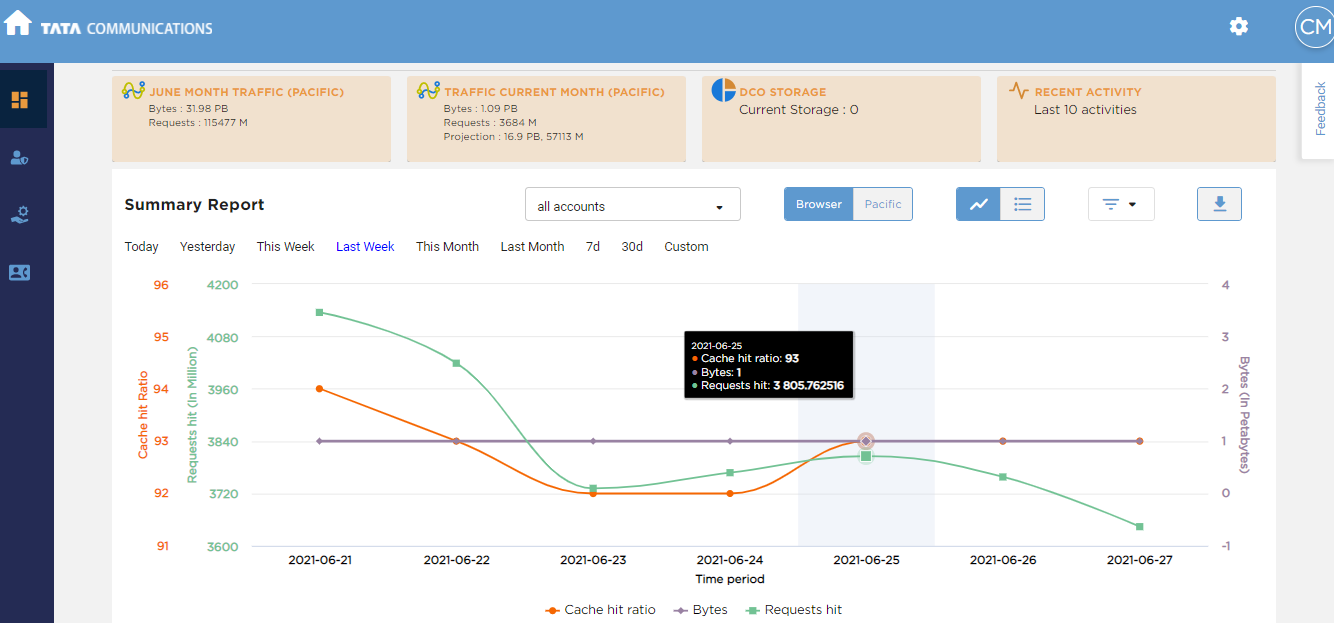 TATA COMMUNICATIONS
CM
JUNE MONTH TRAFFIC (PACIFIC)
Bytes : 31.98 PB
Requests : 115477 M
TRAFFIC CURRENT MONTH (PACIFIC)
Bytes : 1.09 PB
Requests : 3684 M
Projection : 16.9 PB, 57113 M
DCO STORAGE
Current Storage : 0
RECENT ACTIVITY
Last 10 activities
Feedback
Summary Report
all accounts
Browser
Pacific
Today Yesterday This Week Last Week This Month Last Month 7d 30d Custom
96 4200 4
95 4080 3
94 3960 2
93 3840 1
92 3720 0
91 3600 -1
Cache hit Ratio
Requests hit (In Million)
Bytes (In Petabytes)
2021-06-25
Cache hit ratio: 93
Bytes: 1
Requests hit: 3 805.762516
2021-06-21 2021-06-22 2021-06-23 2021-06-24 2021-06-25 2021-06-26 2021-06-27
Time period
Cache hit ratio Bytes Requests hit